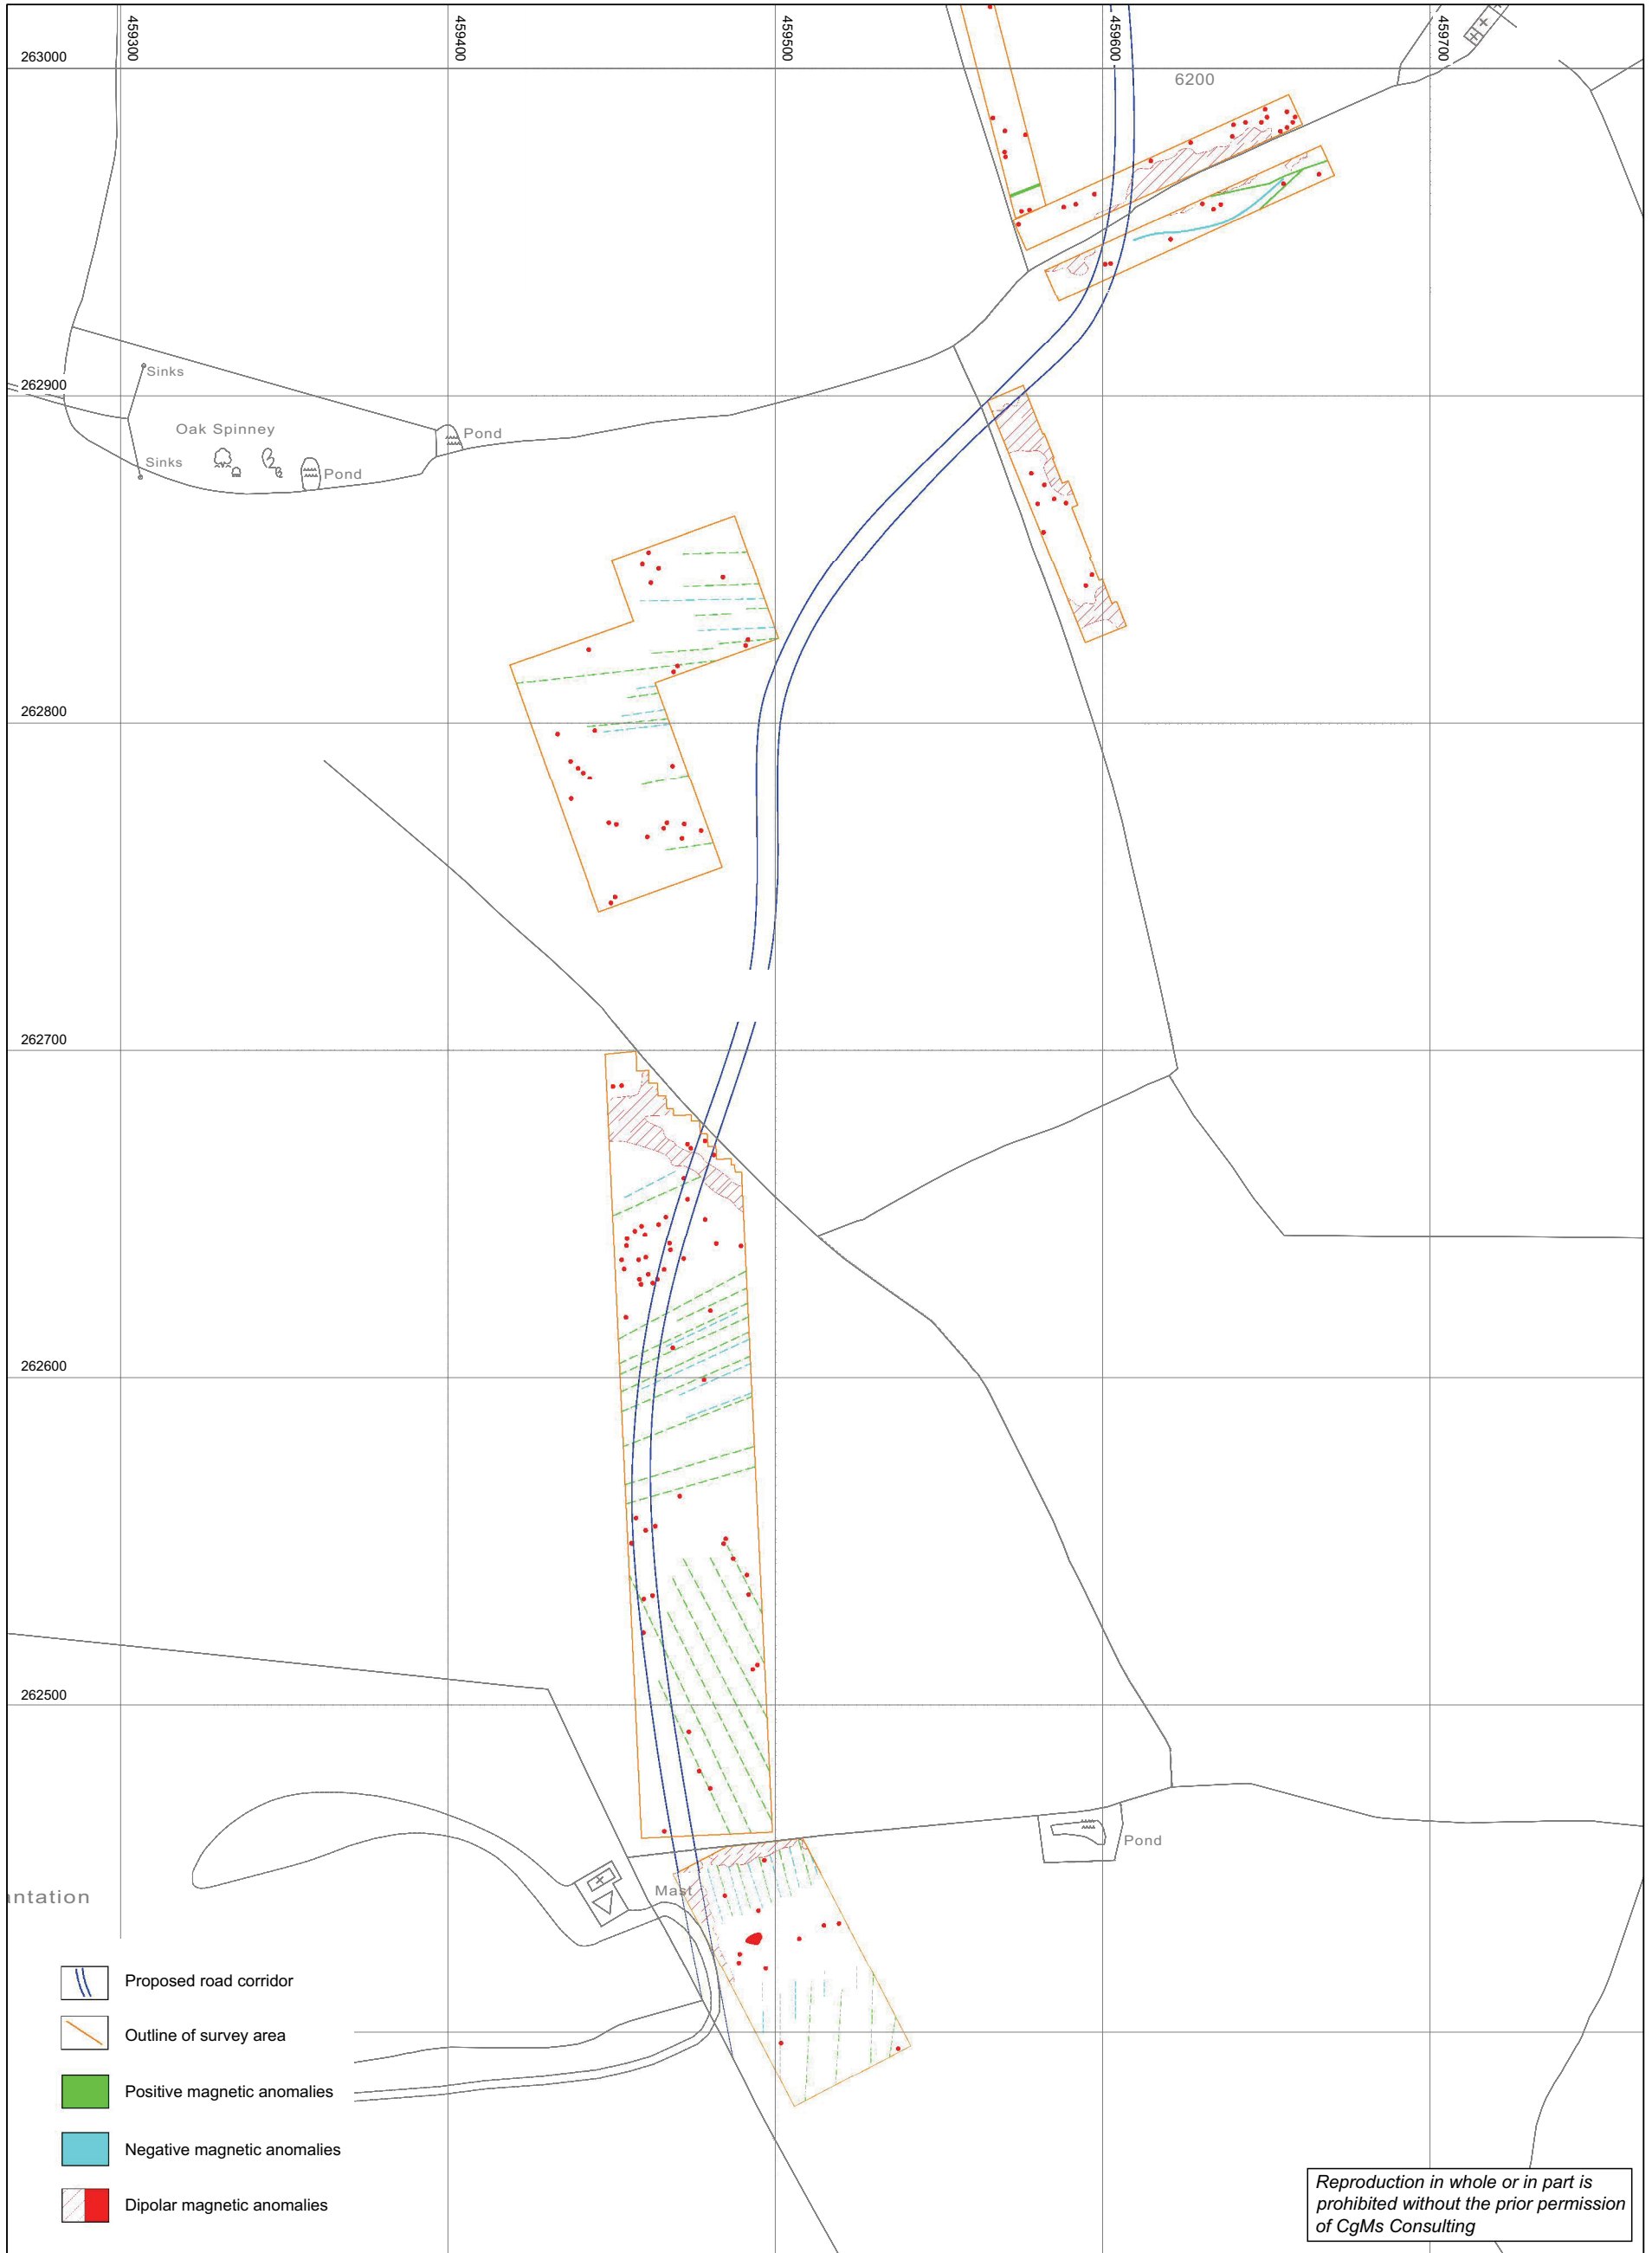 459300
459400
459500
459600
459700
263000
6200
262900
Sinks
Oak Spinney
Pond
Sinks
Pond
262800
262700
262600
262500
Pond
Mast
ntation
Proposed road corridor
Outline of survey area
Positive magnetic anomalies
Negative magnetic anomalies
Dipolar magnetic anomalies
Reproduction in whole or in part is
prohibited without the prior permission
of CgMs Consulting